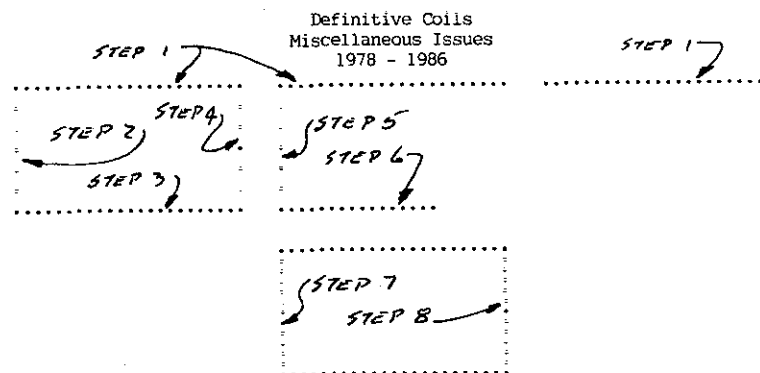 Definitive Coils
Miscellaneous Issues
1978 - 1986
STEP 1
STEP 1
STEP 2
STEP 4
STEP 3
STEP 5
STEP 6
STEP 7
STEP 8